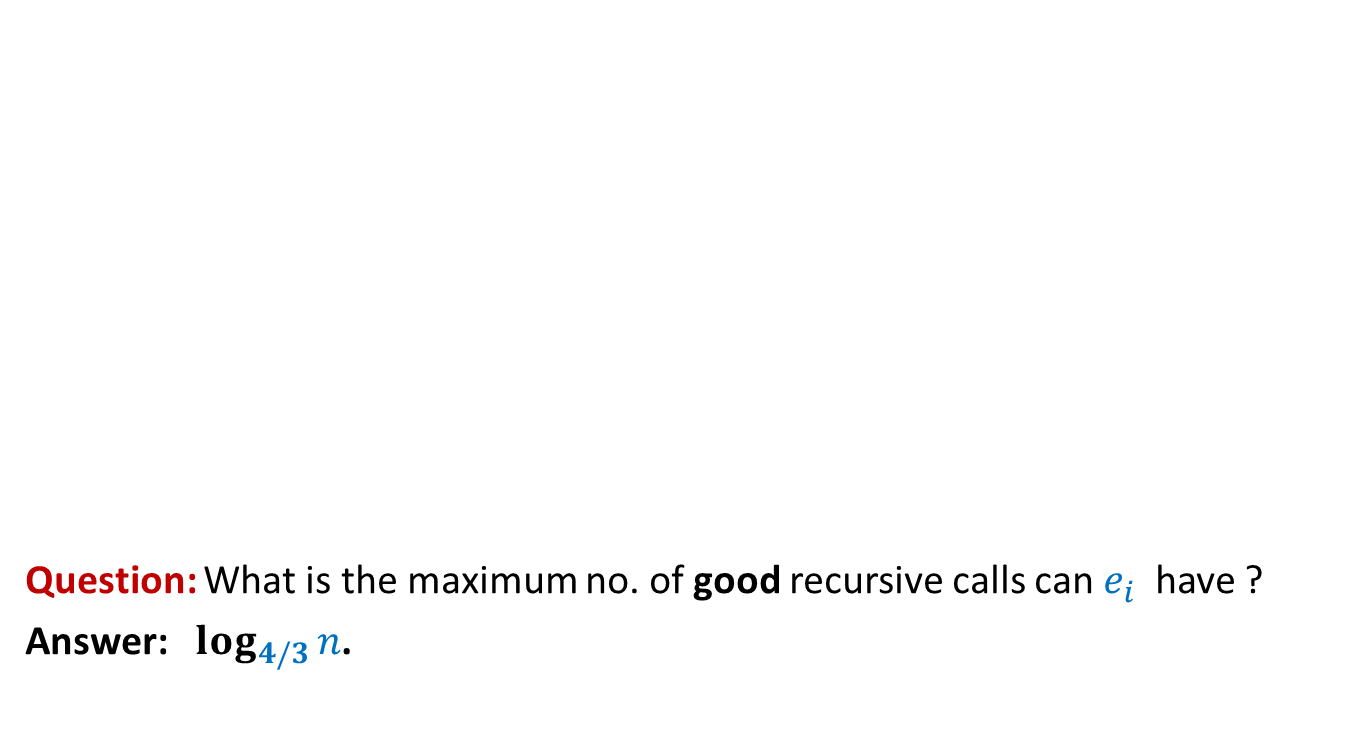 Question: What is the maximum no. of good recursive calls can eᵢ have ?
Answer: log₄/₃ n.